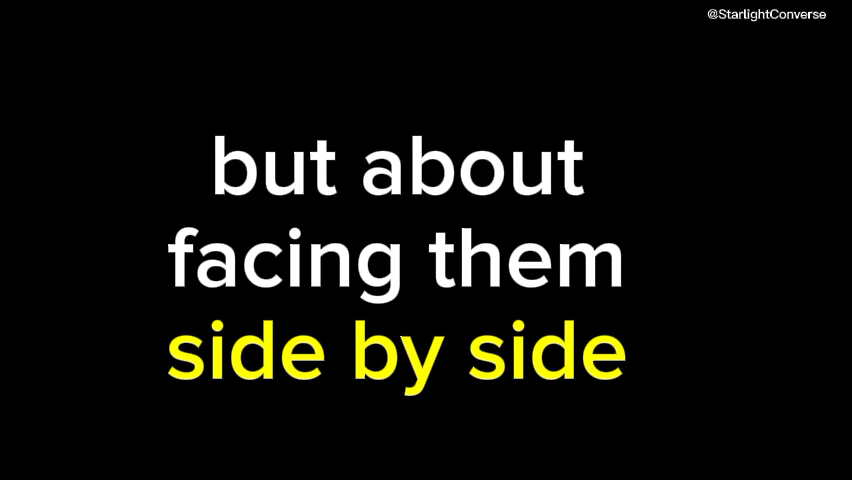 @StarlightConverse
but about
facing them
side by side